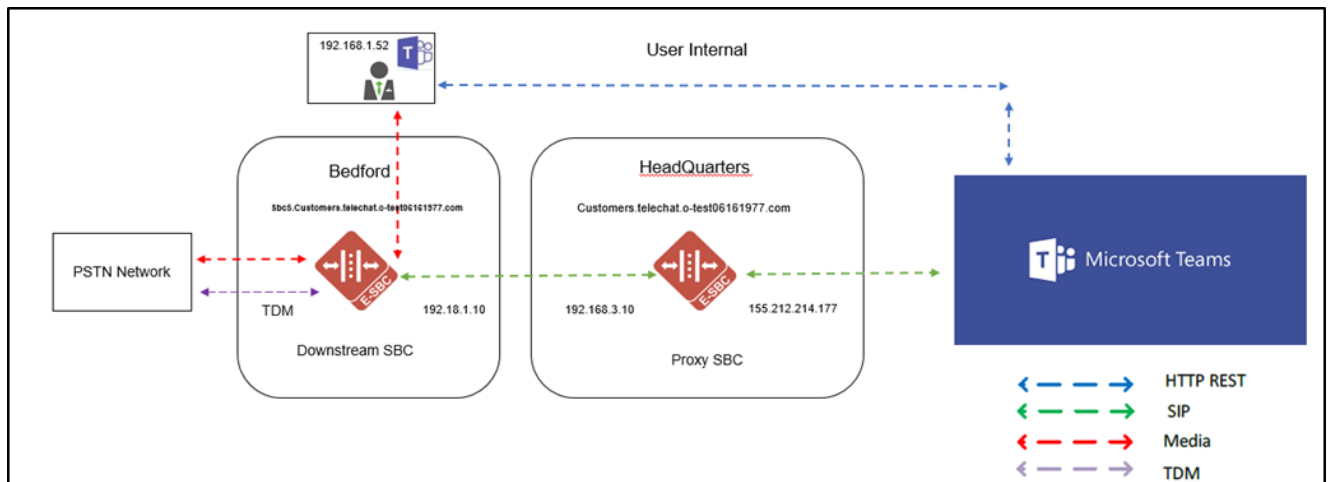 192.168.1.52
User Internal
Bedford
HeadQuarters
Sbc5.Customers.telechat.o-test06161977.com
Customers.telechat.o-test06161977.com
PSTN Network
TDM
E-SBC
192.18.1.10
Downstream SBC
192.168.3.10
E-SBC
155.212.214.177
Proxy SBC
Microsoft Teams
HTTP REST
SIP
Media
TDM